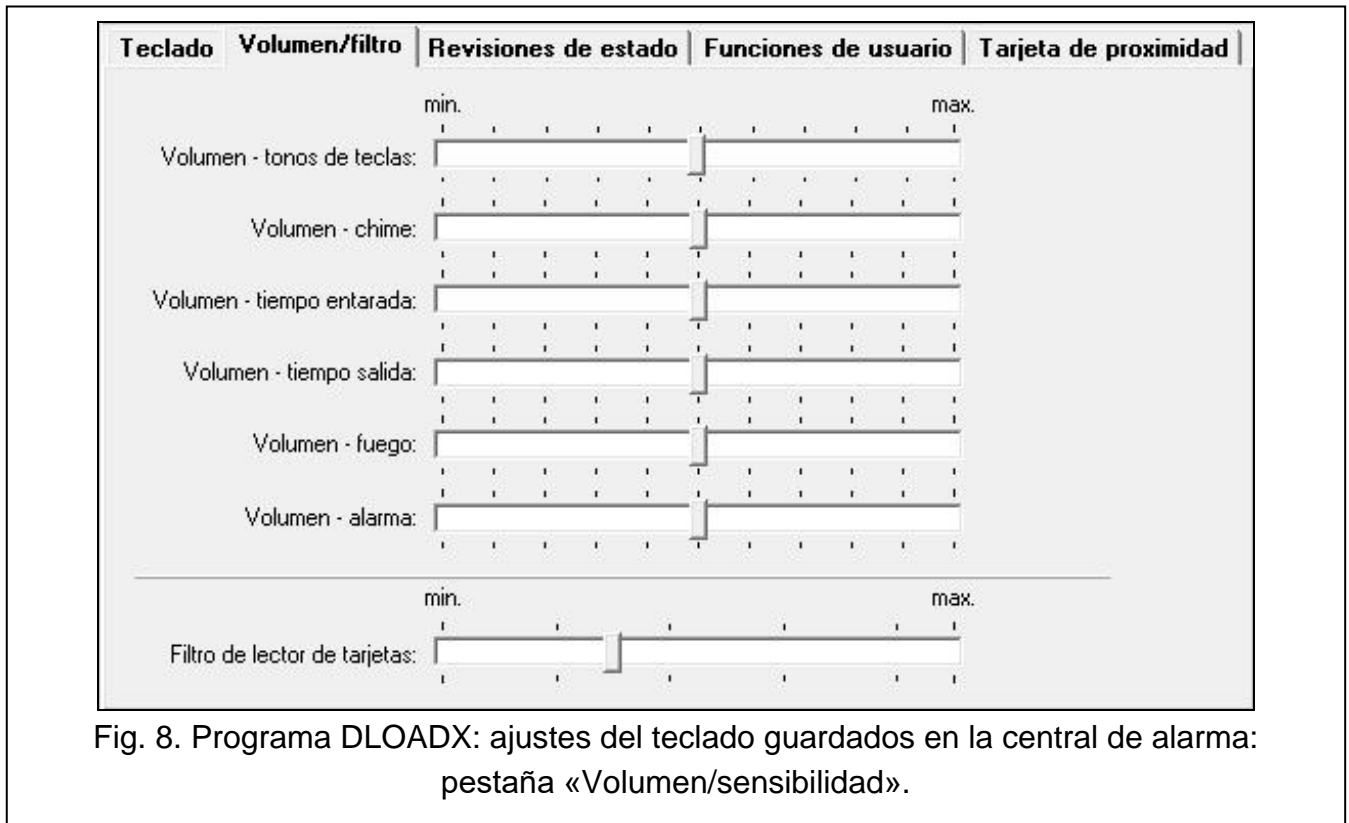 Teclado Volumen/filtro Revisiones de estado Funciones de usuario Tarjeta de proximidad
min. max.
Volumen - tonos de teclas:
Volumen - chime:
Volumen - tiempo entarada:
Volumen - tiempo salida:
Volumen - fuego:
Volumen - alarma:
min. max.
Filtro de lector de tarjetas:
Fig. 8. Programa DLOADX: ajustes del teclado guardados en la central de alarma:
pestaña «Volumen/sensibilidad».